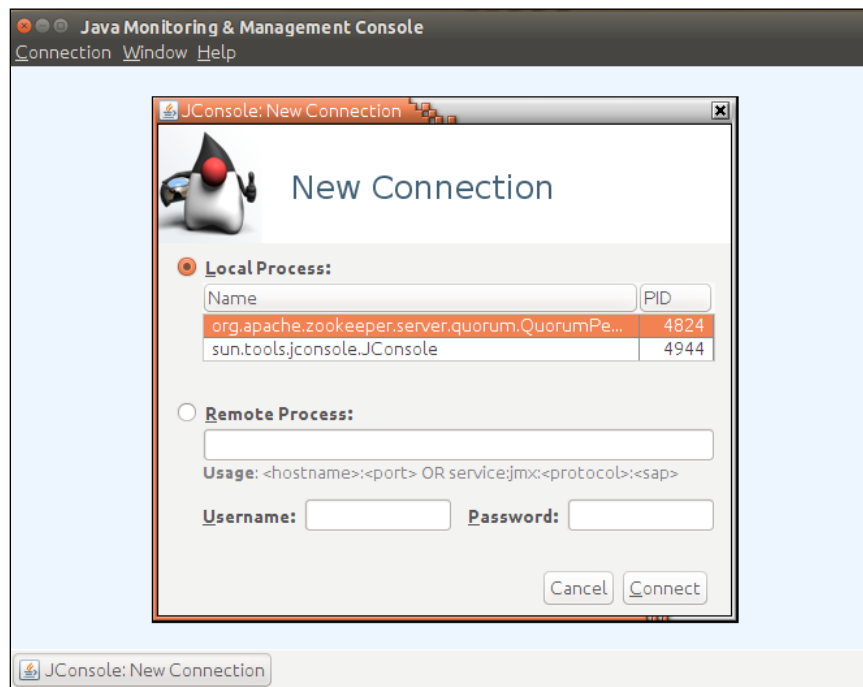 Java Monitoring & Management Console
Connection Window Help
JConsole: New Connection
New Connection
Local Process:
Name PID
org.apache.zookeeper.server.quorum.QuorumPe... 4824
sun.tools.jconsole.JConsole 4944
Remote Process:
Usage: <hostname>:<port> OR service:jmx:<protocol>:<sap>
Username: Password:
Cancel Connect
JConsole: New Connection